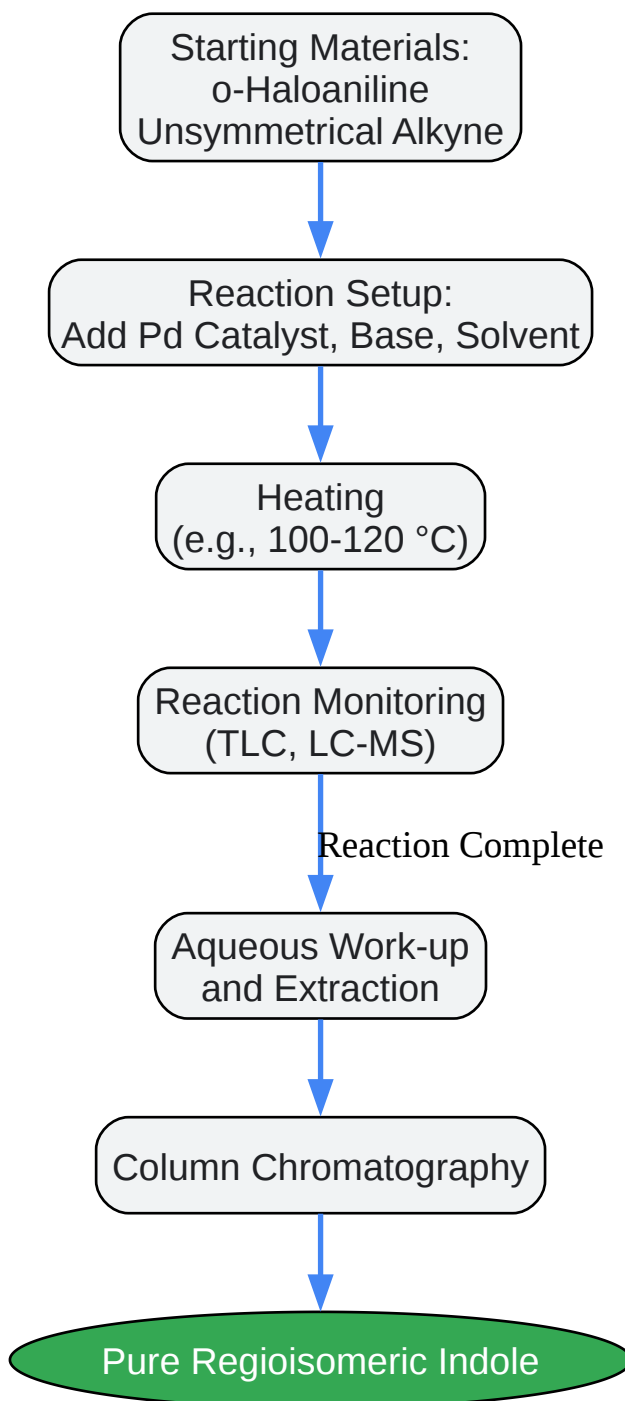 Starting Materials:
o-Haloaniline
Unsymmetrical Alkyne
Reaction Setup:
Add Pd Catalyst, Base, Solvent
Heating
(e.g., 100-120 °C)
Reaction Monitoring
(TLC, LC-MS)
Reaction Complete
Aqueous Work-up
and Extraction
Column Chromatography
Pure Regioisomeric Indole